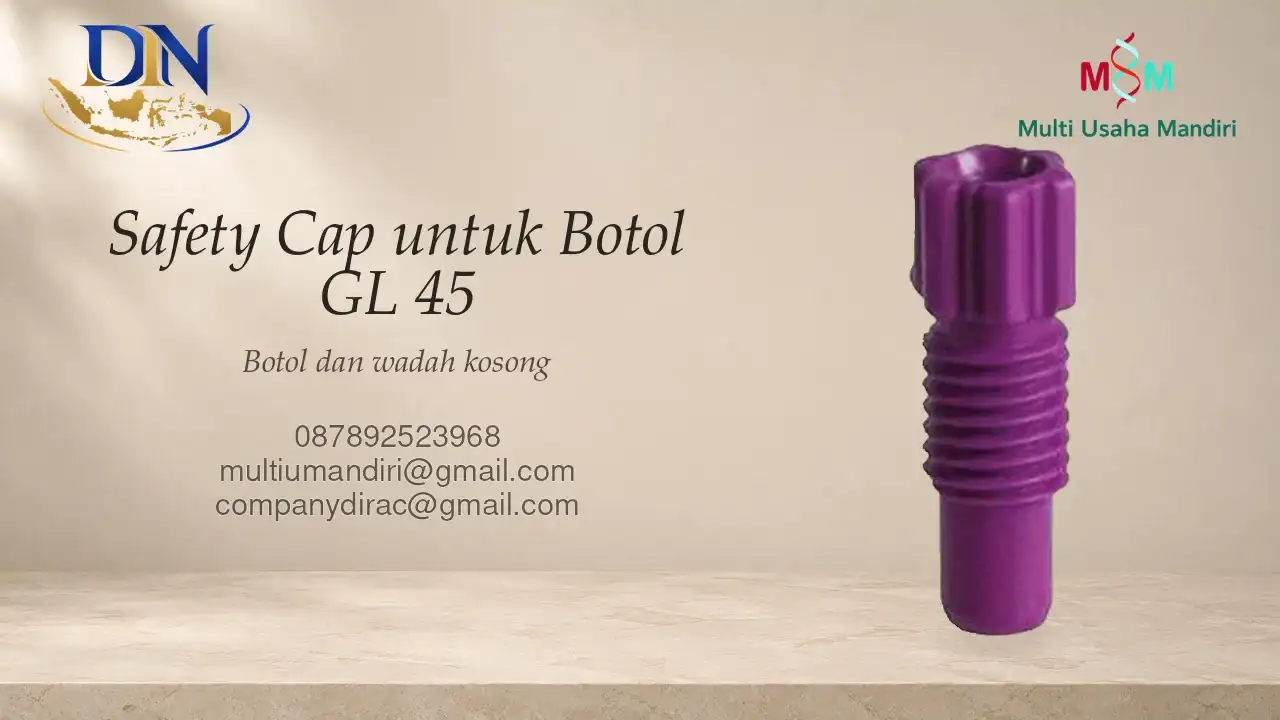 DIN
MSM
Multi Usaha Mandiri
Safety Cap untuk Botol
GL 45
Botol dan wadah kosong
087892523968
multiumandiri@gmail.com
companydirac@gmail.com